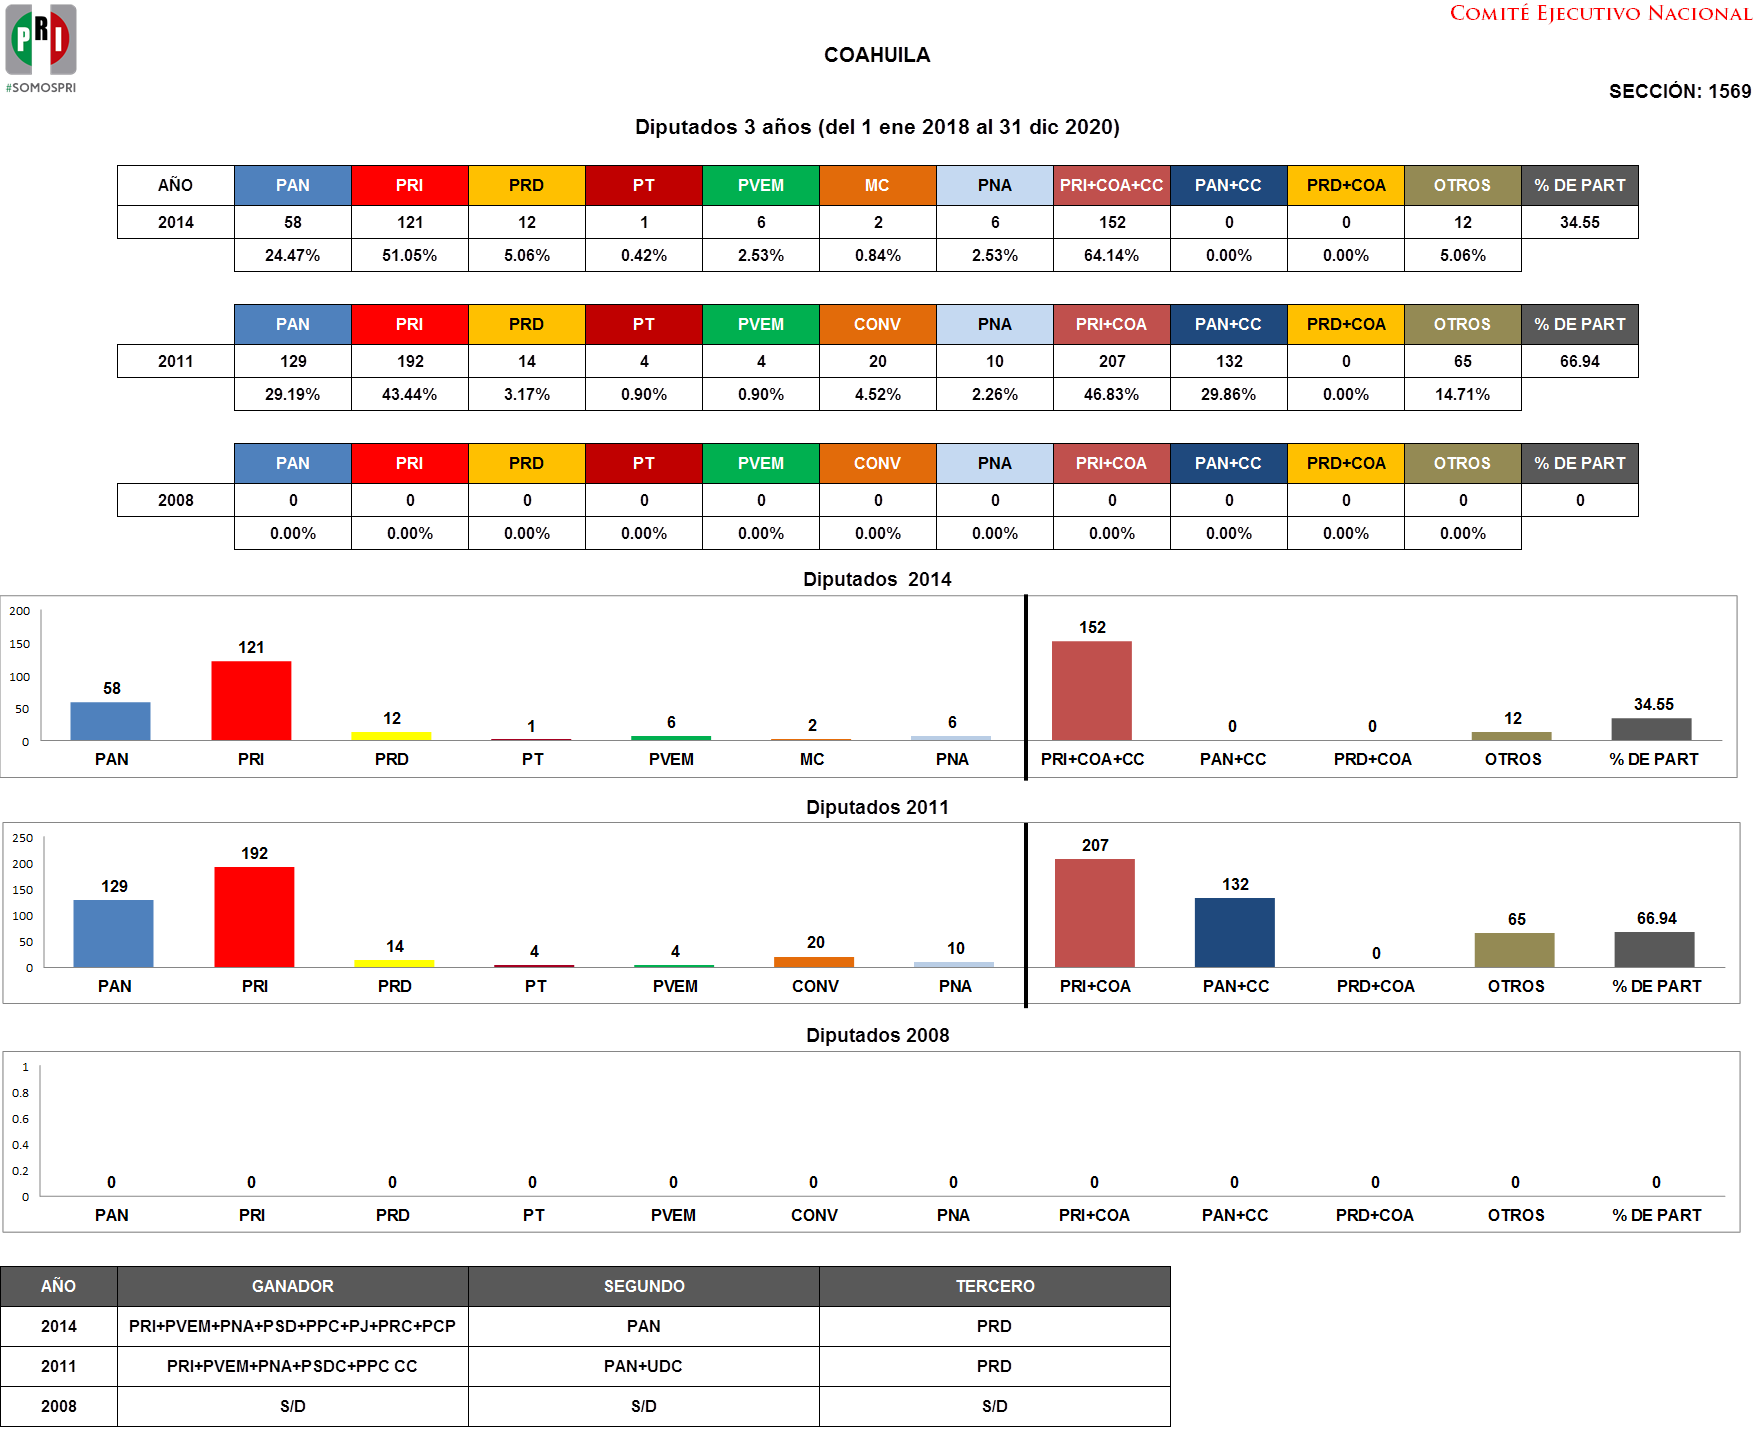 PRI
#SOMOSPRI
COMITÉ EJECUTIVO NACIONAL
COAHUILA
SECCIÓN: 1569
Diputados 3 años (del 1 ene 2018 al 31 dic 2020)
AÑO PAN PRI PRD PT PVEM MC PNA PRI+COA+CC PAN+CC PRD+COA OTROS % DE PART
2014 58 121 12 1 6 2 6 152 0 0 12 34.55
24.47% 51.05% 5.06% 0.42% 2.53% 0.84% 2.53% 64.14% 0.00% 0.00% 5.06%
PAN PRI PRD PT PVEM CONV PNA PRI+COA PAN+CC PRD+COA OTROS % DE PART
2011 129 192 14 4 4 20 10 207 132 0 65 66.94
29.19% 43.44% 3.17% 0.90% 0.90% 4.52% 2.26% 46.83% 29.86% 0.00% 14.71%
PAN PRI PRD PT PVEM CONV PNA PRI+COA PAN+CC PRD+COA OTROS % DE PART
2008 0 0 0 0 0 0 0 0 0 0 0 0
0.00% 0.00% 0.00% 0.00% 0.00% 0.00% 0.00% 0.00% 0.00% 0.00% 0.00%
Diputados 2014
200
150
100
50
0
58 121 12 1 6 2 6 152 0 0 12 34.55
PAN PRI PRD PT PVEM MC PNA PRI+COA+CC PAN+CC PRD+COA OTROS % DE PART
Diputados 2011
250
200
150
100
50
0
129 192 14 4 4 20 10 207 132 0 65 66.94
PAN PRI PRD PT PVEM CONV PNA PRI+COA PAN+CC PRD+COA OTROS % DE PART
Diputados 2008
1
0.8
0.6
0.4
0.2
0
0 0 0 0 0 0 0 0 0 0 0 0
PAN PRI PRD PT PVEM CONV PNA PRI+COA PAN+CC PRD+COA OTROS % DE PART
AÑO GANADOR SEGUNDO TERCERO
2014 PRI+PVEM+PNA+PSD+PPC+PJ+PRC+PCP PAN PRD
2011 PRI+PVEM+PNA+PSDC+PPC CC PAN+UDC PRD
2008 S/D S/D S/D